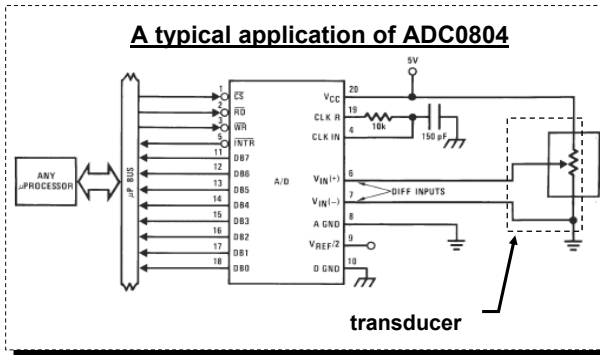 A typical application of ADC0804
5V
1 CS
2 RD
3 WR
5 INTR
11 DB7
12 DB6
13 DB5
14 DB4
15 DB3
16 DB2
17 DB1
18 DB0
ANY
µPROCESSOR
µP BUS
A/D
VCC 20
CLK R 19
10k
CLK IN 4
150 pF
VIN(+) 6
DIFF INPUTS
VIN(–) 7
A GND 8
VREF/2 9
D GND 10
transducer